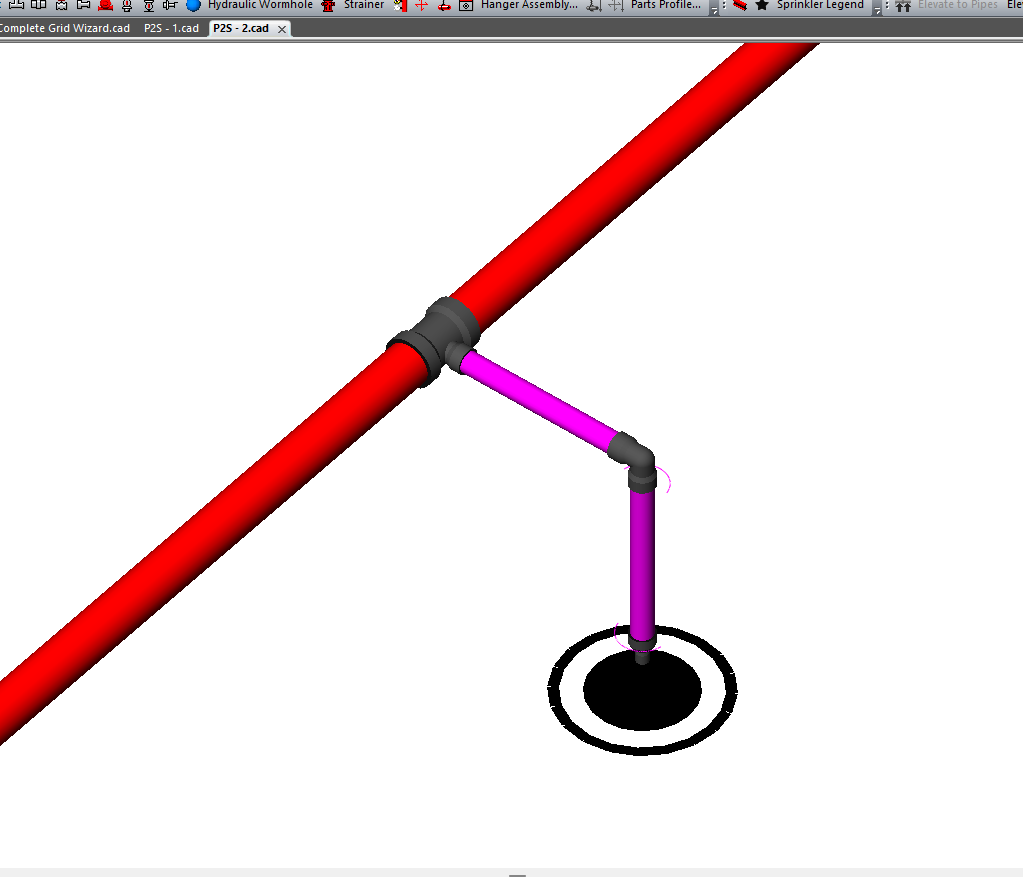 Hydraulic Wormhole Strainer Hanger Assembly... Parts Profile... Sprinkler Legend Elevate to Pipes Ele
Complete Grid Wizard.cad P2S - 1.cad P2S - 2.cad